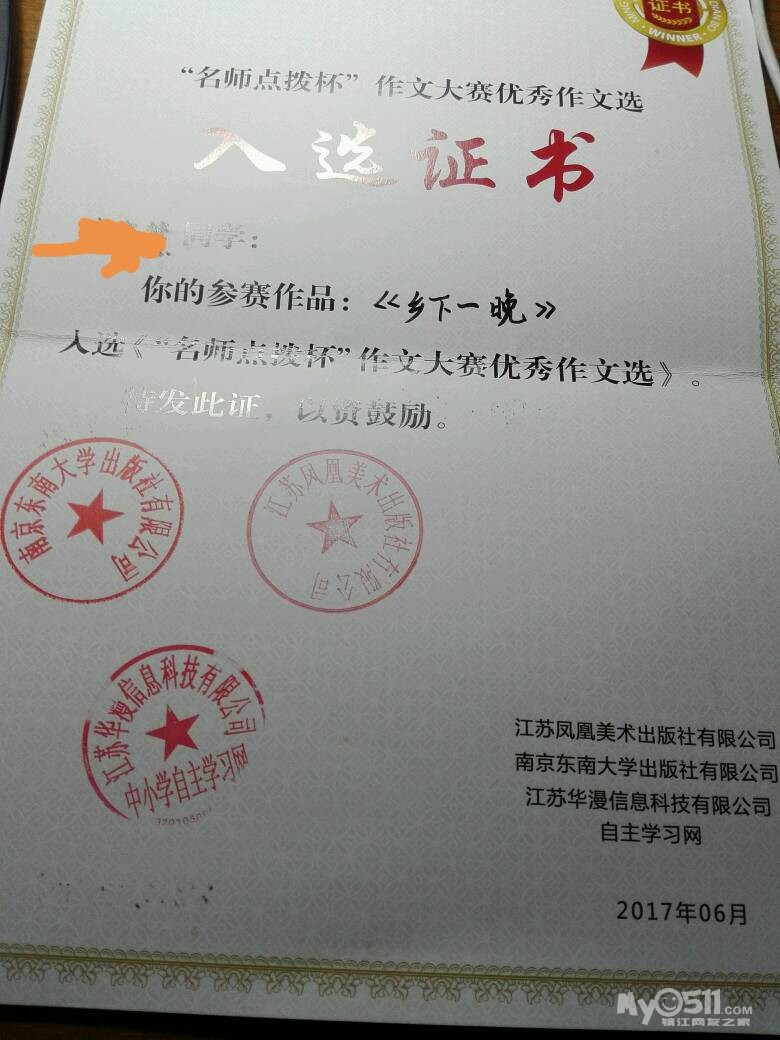 证书
WINNER
“名师点拨杯”作文大赛优秀作文选
入选证书
同学：
你的参赛作品：《乡下一晚》
入选《“名师点拨杯”作文大赛优秀作文选》。
特发此证，以资鼓励。
南京东南大学出版社有限公司
江苏凤凰美术出版社有限公司
江苏华漫信息科技有限公司
中小学自主学习网
江苏凤凰美术出版社有限公司
南京东南大学出版社有限公司
江苏华漫信息科技有限公司
自主学习网
2017年06月
My0511.com
镇江网友之家